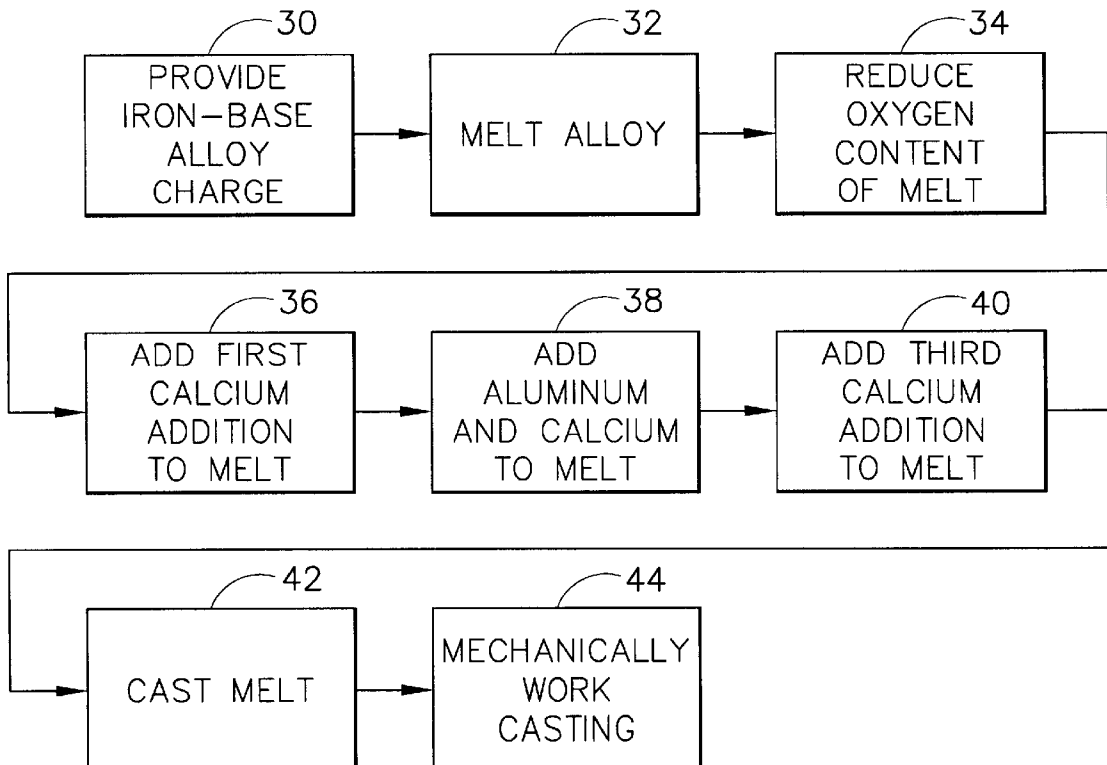 30
PROVIDE
IRON-BASE
ALLOY
CHARGE
32
MELT ALLOY
34
REDUCE
OXYGEN
CONTENT
OF MELT
36
ADD FIRST
CALCIUM
ADDITION
TO MELT
38
ADD
ALUMINUM
AND CALCIUM
TO MELT
40
ADD THIRD
CALCIUM
ADDITION
TO MELT
42
CAST MELT
44
MECHANICALLY
WORK
CASTING